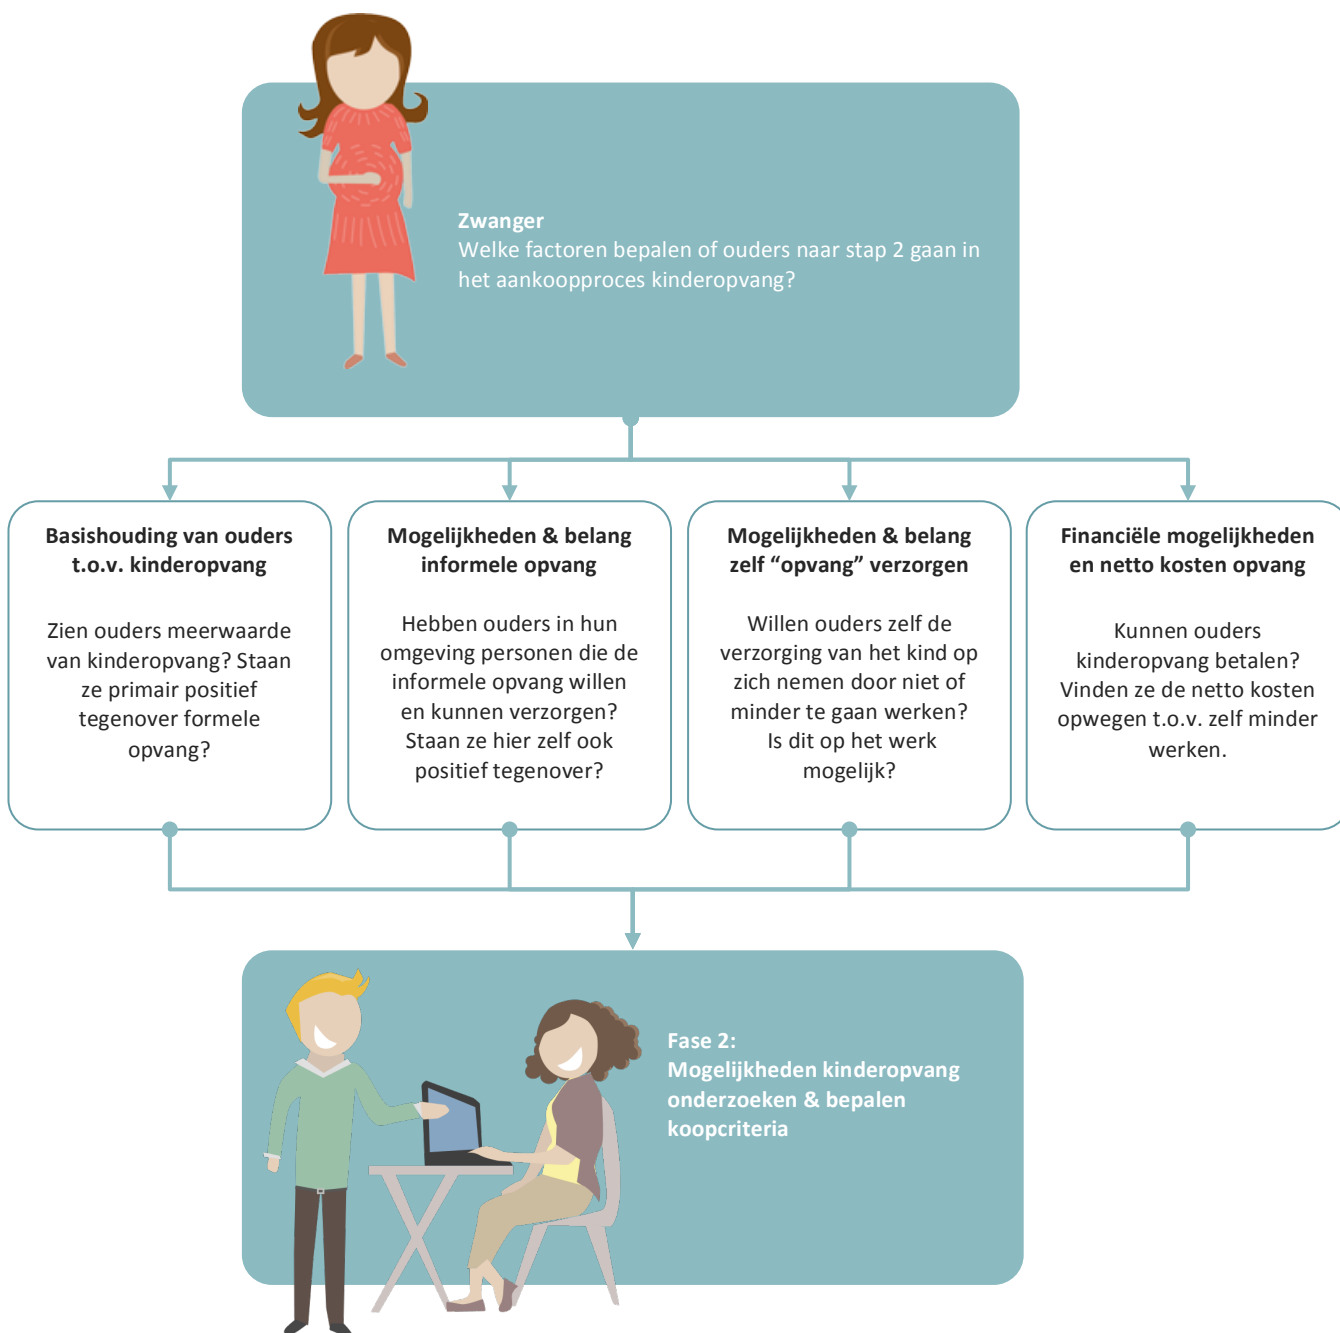 Zwanger
Welke factoren bepalen of ouders naar stap 2 gaan in
het aankoopproces kinderopvang?
Basishouding van ouders
t.o.v. kinderopvang
Zien ouders meerwaarde
van kinderopvang? Staan
ze primair positief
tegenover formele
opvang?
Mogelijkheden & belang
informele opvang
Hebben ouders in hun
omgeving personen die de
informele opvang willen
en kunnen verzorgen?
Staan ze hier zelf ook
positief tegenover?
Mogelijkheden & belang
zelf “opvang” verzorgen
Willen ouders zelf de
verzorging van het kind op
zich nemen door niet of
minder te gaan werken?
Is dit op het werk
mogelijk?
Financiële mogelijkheden
en netto kosten opvang
Kunnen ouders
kinderopvang betalen?
Vinden ze de netto kosten
opwegen t.o.v. zelf minder
werken.
Fase 2:
Mogelijkheden kinderopvang
onderzoeken & bepalen
koopcriteria